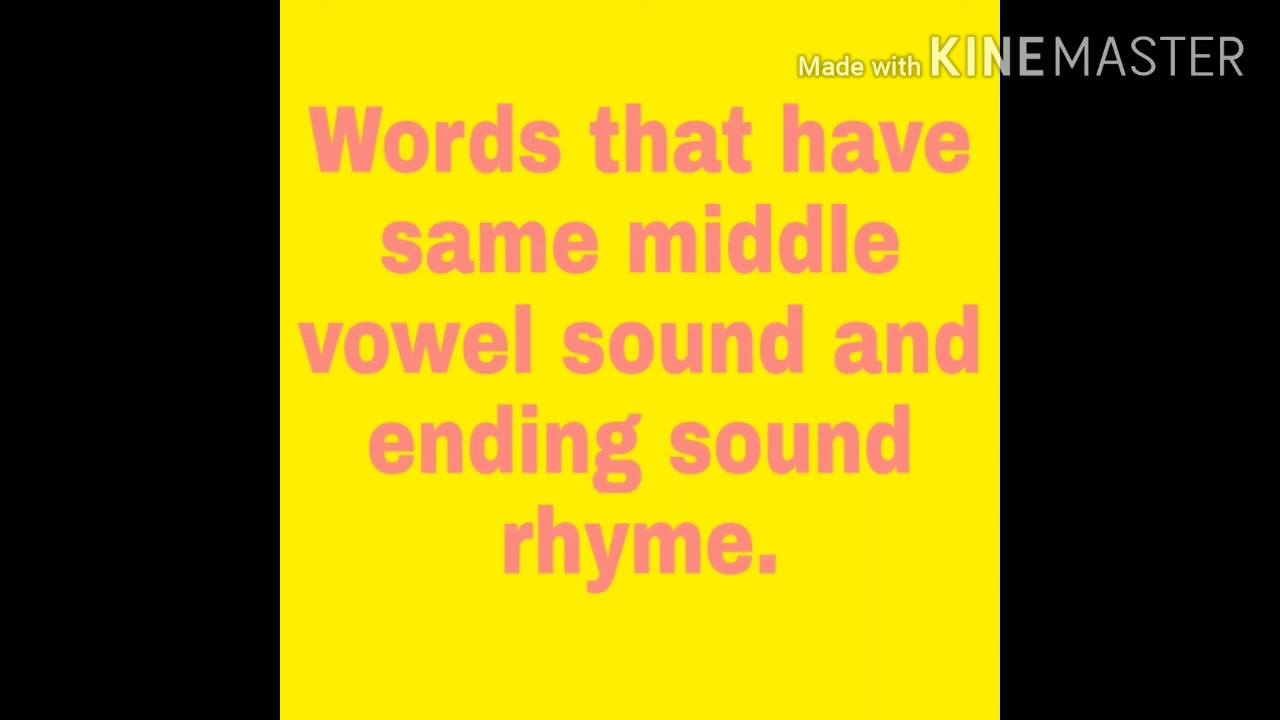 Made with KINEMASTER
Words that have
same middle
vowel sound and
ending sound
rhyme.